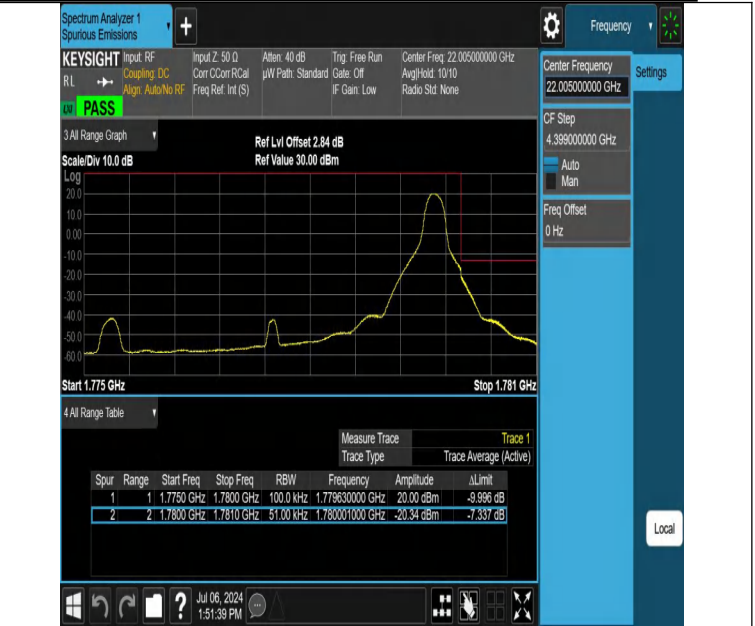 Spectrum Analyzer 1
Spurious Emissions
+
Frequency
KEYSIGHT Input: RF Input Z: 50 Ω Atten: 40 dB Trig: Free Run Center Freq: 22.005000000 GHz
RL Coupling: DC Corr CCorr RCal µW Path: Standard Gate: Off Avg|Hold: 10/10
Align: Auto/No RF Freq Ref: Int (S) IF Gain: Low Radio Std: None
PASS
Center Frequency
22.005000000 GHz
Settings
CF Step
4.399000000 GHz
Auto
Man
Freq Offset
0 Hz
3 All Range Graph
Ref Lvl Offset 2.84 dB
Scale/Div 10.0 dB Ref Value 30.00 dBm
Log
20.0
10.0
0.00
-10.0
-20.0
-30.0
-40.0
-50.0
-60.0
Start 1.775 GHz Stop 1.781 GHz
4 All Range Table
Measure Trace Trace 1
Trace Type Trace Average (Active)
Spur Range Start Freq Stop Freq RBW Frequency Amplitude ΔLimit
1 1 1.7750 GHz 1.7800 GHz 100.0 kHz 1.779630000 GHz 20.00 dBm -9.996 dB
2 2 1.7800 GHz 1.7810 GHz 51.00 kHz 1.780001000 GHz -20.34 dBm -7.337 dB
Local
?
Jul 06, 2024
1:51:39 PM